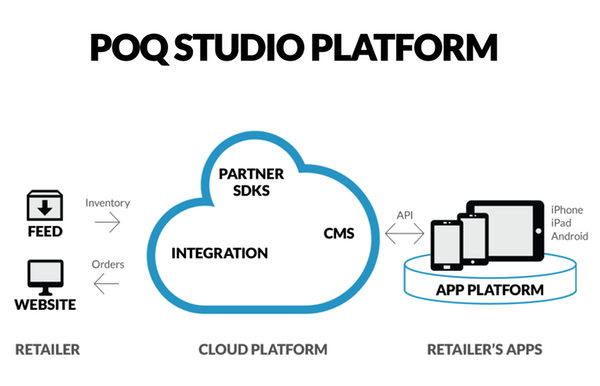 POQ STUDIO PLATFORM
PARTNER
SDKS
Inventory
FEED
INTEGRATION
CMS
API
iPhone
iPad
Android
Orders
WEBSITE
APP PLATFORM
RETAILER
CLOUD PLATFORM
RETAILER'S APPS